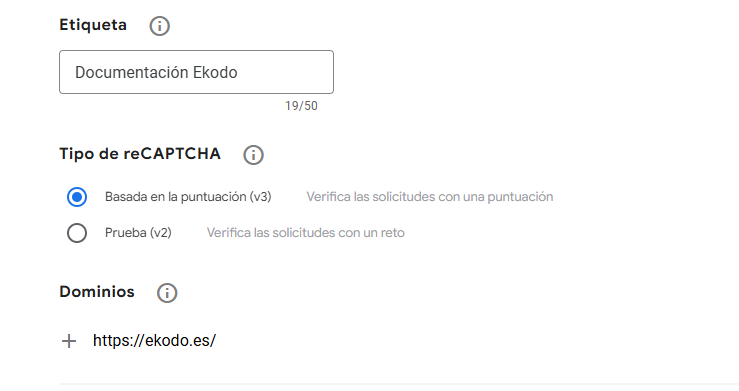 Etiqueta
Documentación Ekodo
19/50
Tipo de reCAPTCHA
Basada en la puntuación (v3) Verifica las solicitudes con una puntuación
Prueba (v2) Verifica las solicitudes con un reto
Dominios
https://ekodo.es/